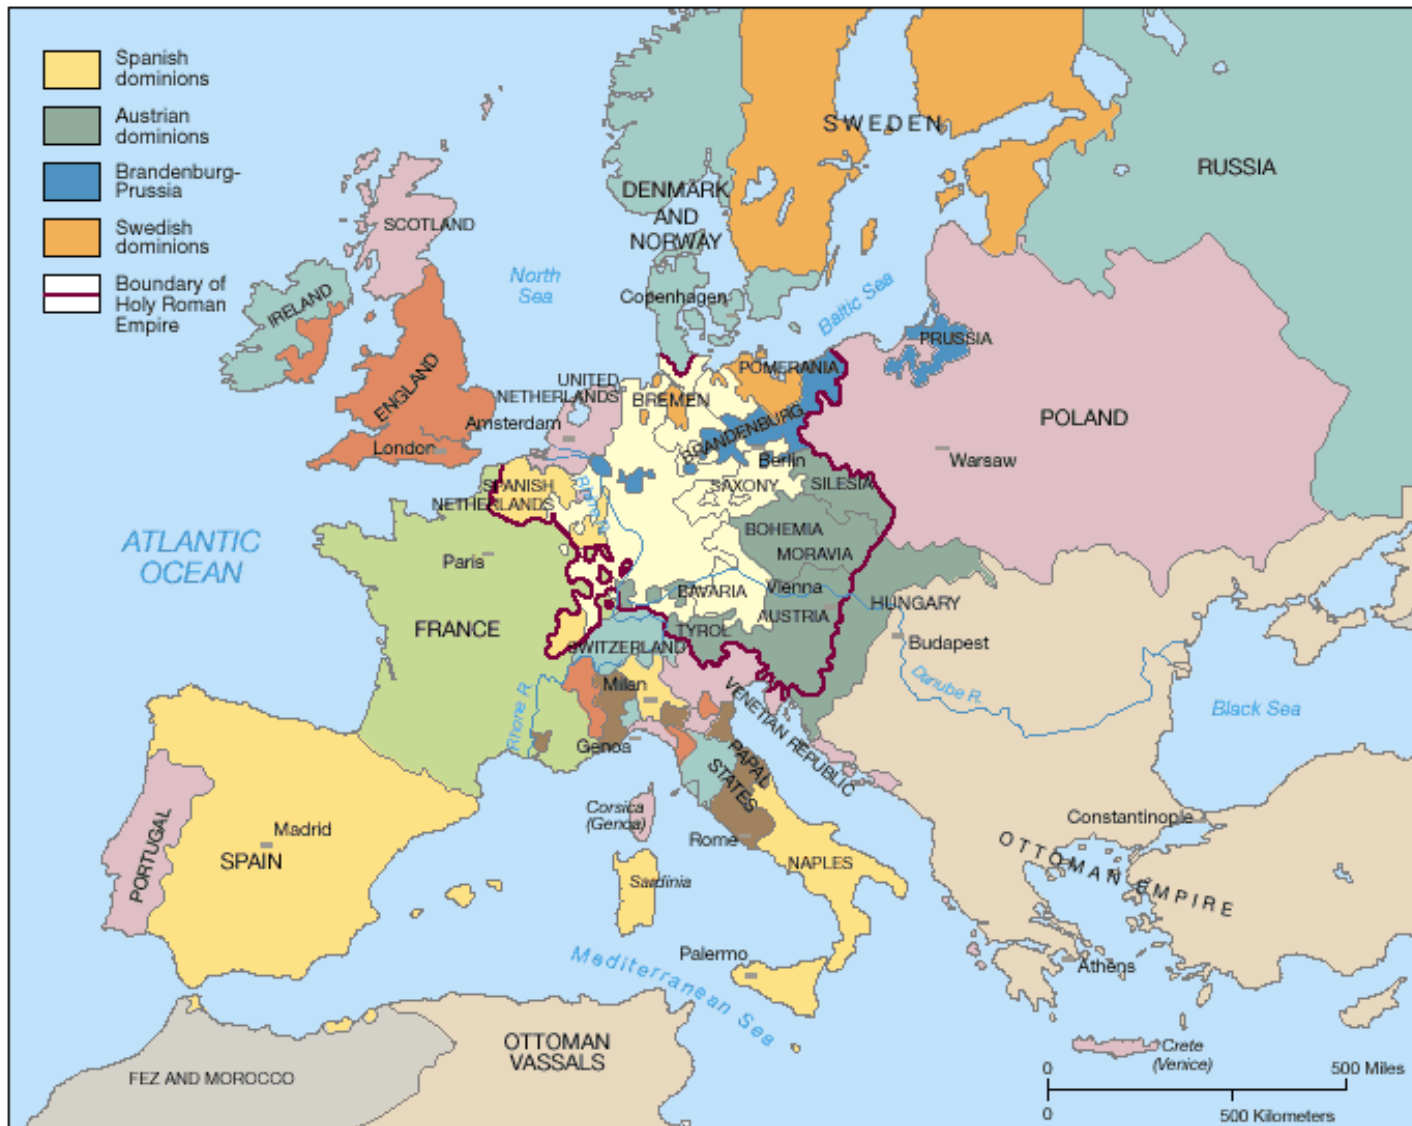 Spanish
dominions
Austrian
dominions
Brandenburg-
Prussia
Swedish
dominions
Boundary of
Holy Roman
Empire
SWEDEN
RUSSIA
DENMARK
AND
NORWAY
SCOTLAND
North
Sea
IRELAND
Copenhagen
Baltic Sea
PRUSSIA
ENGLAND
UNITED
NETHERLANDS
POMERANIA
BREMEN
Amsterdam
BRANDENBURG
POLAND
London
Berlin
Warsaw
SPANISH
NETHERLANDS
Rhine R.
SAXONY
SILESIA
ATLANTIC
OCEAN
Paris
BOHEMIA
MORAVIA
BAVARIA
Vienna
AUSTRIA
HUNGARY
FRANCE
TYROL
SWITZERLAND
Budapest
Danube R.
Milan
Rhone R.
VENETIAN REPUBLIC
Black Sea
Genoa
PAPAL
STATES
Corsica
(Genoa)
Constantinople
Madrid
SPAIN
PORTUGAL
Rome
NAPLES
Sardinia
OTTOMAN EMPIRE
Palermo
Mediterranean Sea
Athens
OTTOMAN
VASSALS
FEZ AND MOROCCO
Crete
(Venice)
0
500 Miles
0
500 Kilometers